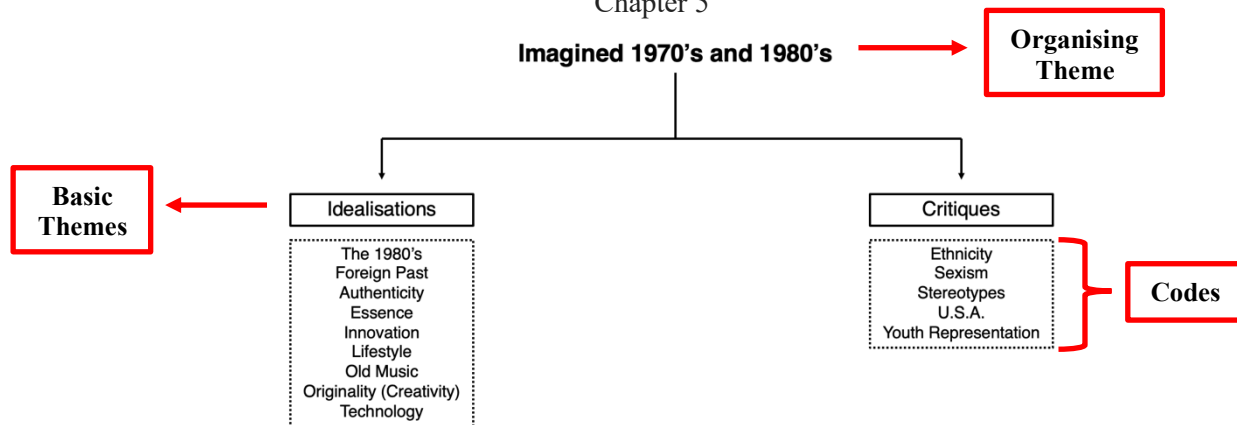 Chapter 5
Imagined 1970's and 1980's
Organising
Theme
Basic
Themes
Idealisations
The 1980's
Foreign Past
Authenticity
Essence
Innovation
Lifestyle
Old Music
Originality (Creativity)
Technology
Critiques
Ethnicity
Sexism
Stereotypes
U.S.A.
Youth Representation
Codes